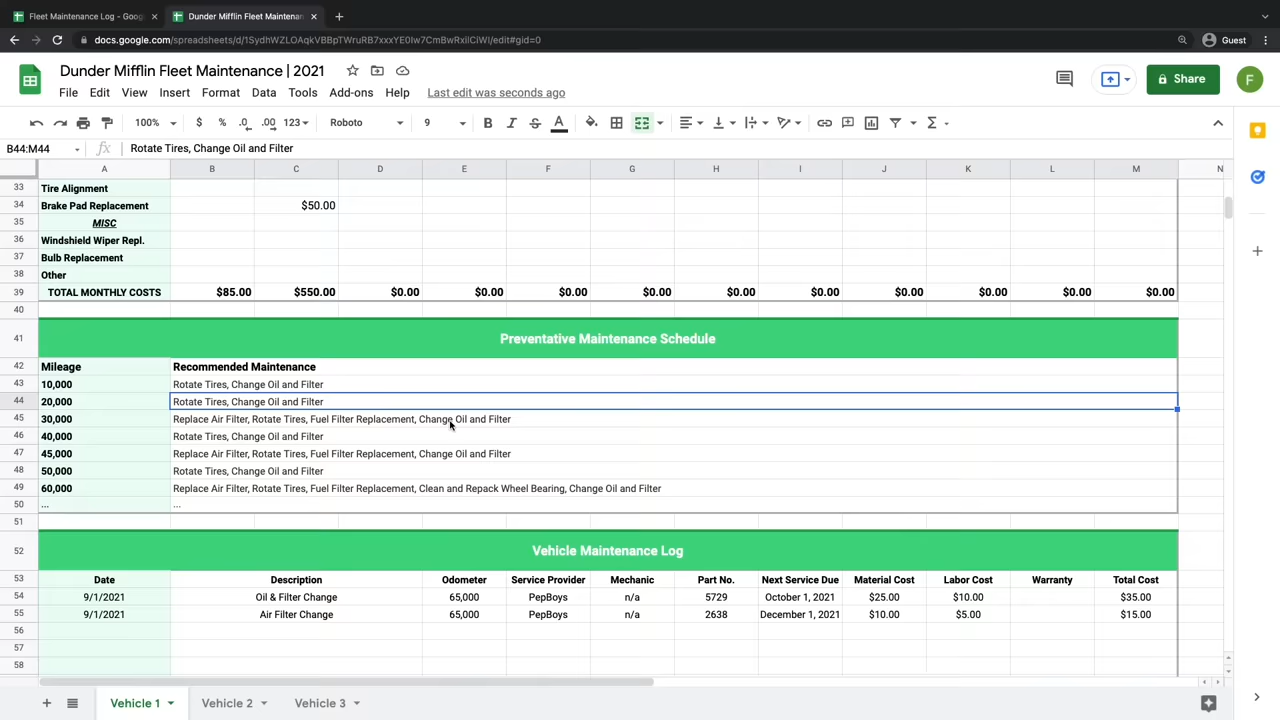 Fleet Maintenance Log - Goog
Dunder Mifflin Fleet Maintenan
docs.google.com/spreadsheets/d/1SydhWZLOAqkVBBpTWruRB7xxxYE0Iw7CmBwRxilCiWI/edit#gid=0
Guest
Dunder Mifflin Fleet Maintenance | 2021
File Edit View Insert Format Data Tools Add-ons Help Last edit was seconds ago
Share
F
100% $ % .0 .00 123 Roboto 9 B I S A Σ
B44:M44 fx Rotate Tires, Change Oil and Filter
A B C D E F G H I J K L M N
33 Tire Alignment
34 Brake Pad Replacement $50.00
35 MISC
36 Windshield Wiper Repl.
37 Bulb Replacement
38 Other
39 TOTAL MONTHLY COSTS $85.00 $550.00 $0.00 $0.00 $0.00 $0.00 $0.00 $0.00 $0.00 $0.00 $0.00 $0.00
40
41 Preventative Maintenance Schedule
42 Mileage Recommended Maintenance
43 10,000 Rotate Tires, Change Oil and Filter
44 20,000 Rotate Tires, Change Oil and Filter
45 30,000 Replace Air Filter, Rotate Tires, Fuel Filter Replacement, Change Oil and Filter
46 40,000 Rotate Tires, Change Oil and Filter
47 45,000 Replace Air Filter, Rotate Tires, Fuel Filter Replacement, Change Oil and Filter
48 50,000 Rotate Tires, Change Oil and Filter
49 60,000 Replace Air Filter, Rotate Tires, Fuel Filter Replacement, Clean and Repack Wheel Bearing, Change Oil and Filter
50 ... ...
51
52 Vehicle Maintenance Log
53 Date Description Odometer Service Provider Mechanic Part No. Next Service Due Material Cost Labor Cost Warranty Total Cost
54 9/1/2021 Oil & Filter Change 65,000 PepBoys n/a 5729 October 1, 2021 $25.00 $10.00 $35.00
55 9/1/2021 Air Filter Change 65,000 PepBoys n/a 2638 December 1, 2021 $10.00 $5.00 $15.00
56
57
58
Vehicle 1 Vehicle 2 Vehicle 3